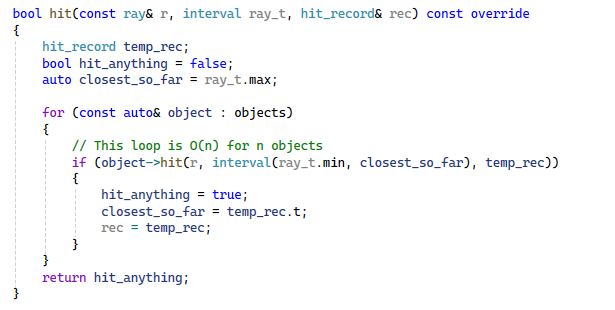 bool hit(const ray& r, interval ray_t, hit_record& rec) const override
{
    hit_record temp_rec;
    bool hit_anything = false;
    auto closest_so_far = ray_t.max;

    for (const auto& object : objects)
    {
        // This loop is O(n) for n objects
        if (object->hit(r, interval(ray_t.min, closest_so_far), temp_rec))
        {
            hit_anything = true;
            closest_so_far = temp_rec.t;
            rec = temp_rec;
        }
    }
    return hit_anything;
}